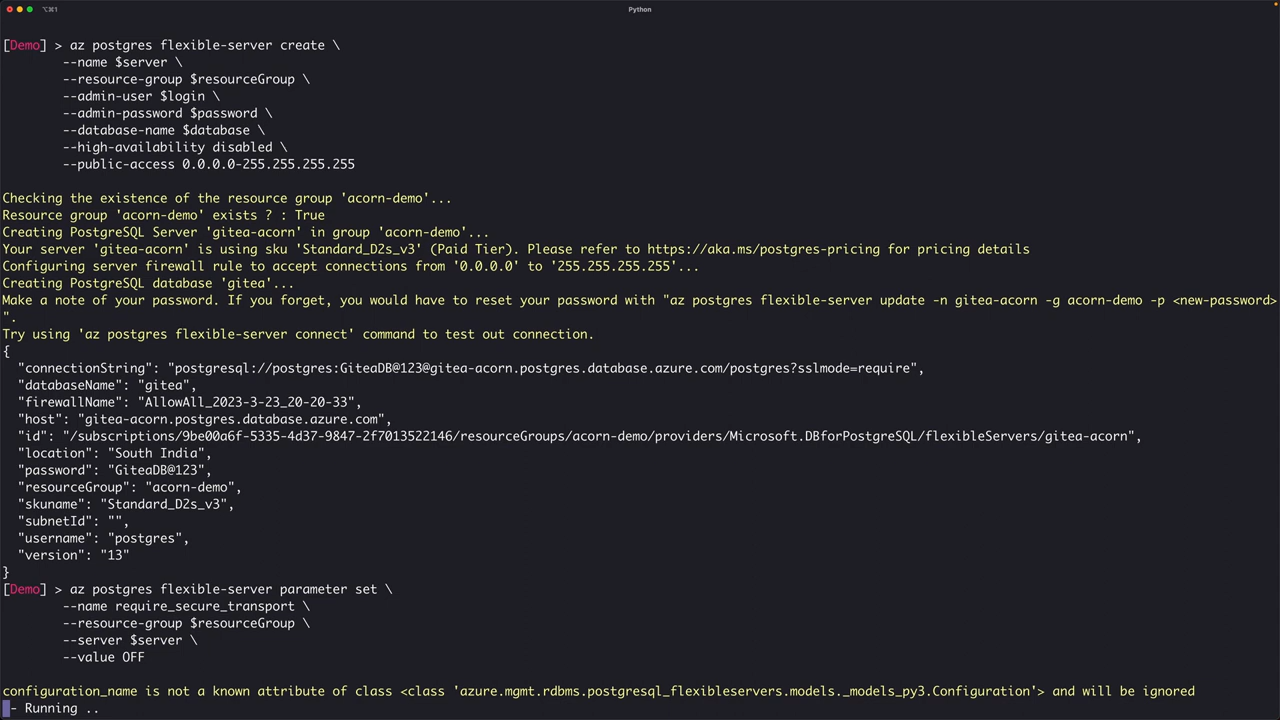 ⌥⌘1
Python
[Demo] > az postgres flexible-server create \
--name $server \
--resource-group $resourceGroup \
--admin-user $login \
--admin-password $password \
--database-name $database \
--high-availability disabled \
--public-access 0.0.0.0-255.255.255.255
Checking the existence of the resource group 'acorn-demo'...
Resource group 'acorn-demo' exists ? : True
Creating PostgreSQL Server 'gitea-acorn' in group 'acorn-demo'...
Your server 'gitea-acorn' is using sku 'Standard_D2s_v3' (Paid Tier). Please refer to https://aka.ms/postgres-pricing for pricing details
Configuring server firewall rule to accept connections from '0.0.0.0' to '255.255.255.255'...
Creating PostgreSQL database 'gitea'...
Make a note of your password. If you forget, you would have to reset your password with "az postgres flexible-server update -n gitea-acorn -g acorn-demo -p <new-password>
".
Try using 'az postgres flexible-server connect' command to test out connection.
{
"connectionString": "postgresql://postgres:GiteaDB@123@gitea-acorn.postgres.database.azure.com/postgres?sslmode=require",
"databaseName": "gitea",
"firewallName": "AllowAll_2023-3-23_20-20-33",
"host": "gitea-acorn.postgres.database.azure.com",
"id": "/subscriptions/9be00a6f-5335-4d37-9847-2f7013522146/resourceGroups/acorn-demo/providers/Microsoft.DBforPostgreSQL/flexibleServers/gitea-acorn",
"location": "South India",
"password": "GiteaDB@123",
"resourceGroup": "acorn-demo",
"skuname": "Standard_D2s_v3",
"subnetId": "",
"username": "postgres",
"version": "13"
}
[Demo] > az postgres flexible-server parameter set \
--name require_secure_transport \
--resource-group $resourceGroup \
--server $server \
--value OFF
configuration_name is not a known attribute of class <class 'azure.mgmt.rdbms.postgresql_flexibleservers.models._models_py3.Configuration'> and will be ignored
- Running ..